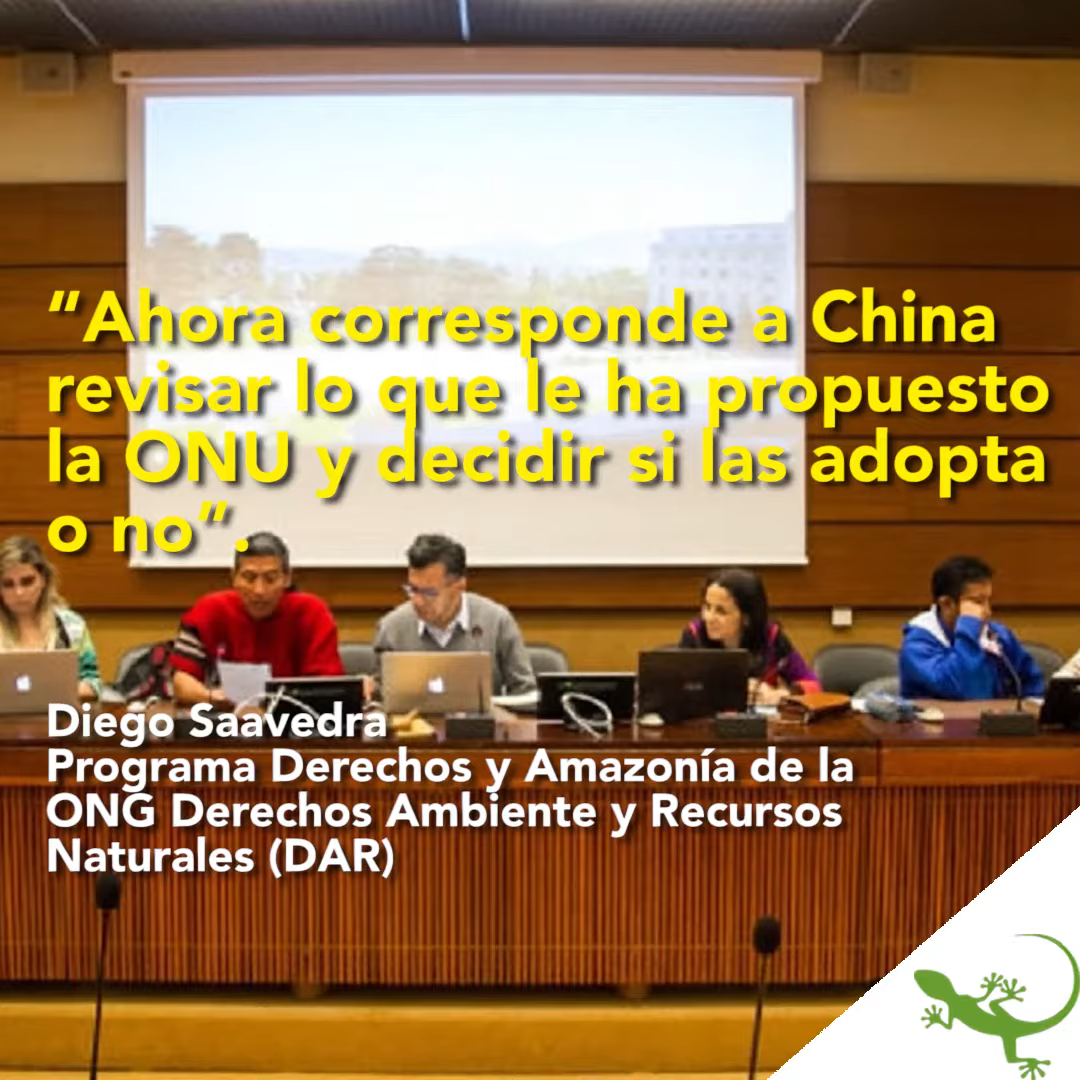 “Ahora corresponde a China
revisar lo que le ha propuesto
la ONU y decidir si las adopta
o no”.
Diego Saavedra
Programa Derechos y Amazonía de la
ONG Derechos Ambiente y Recursos
Naturales (DAR)